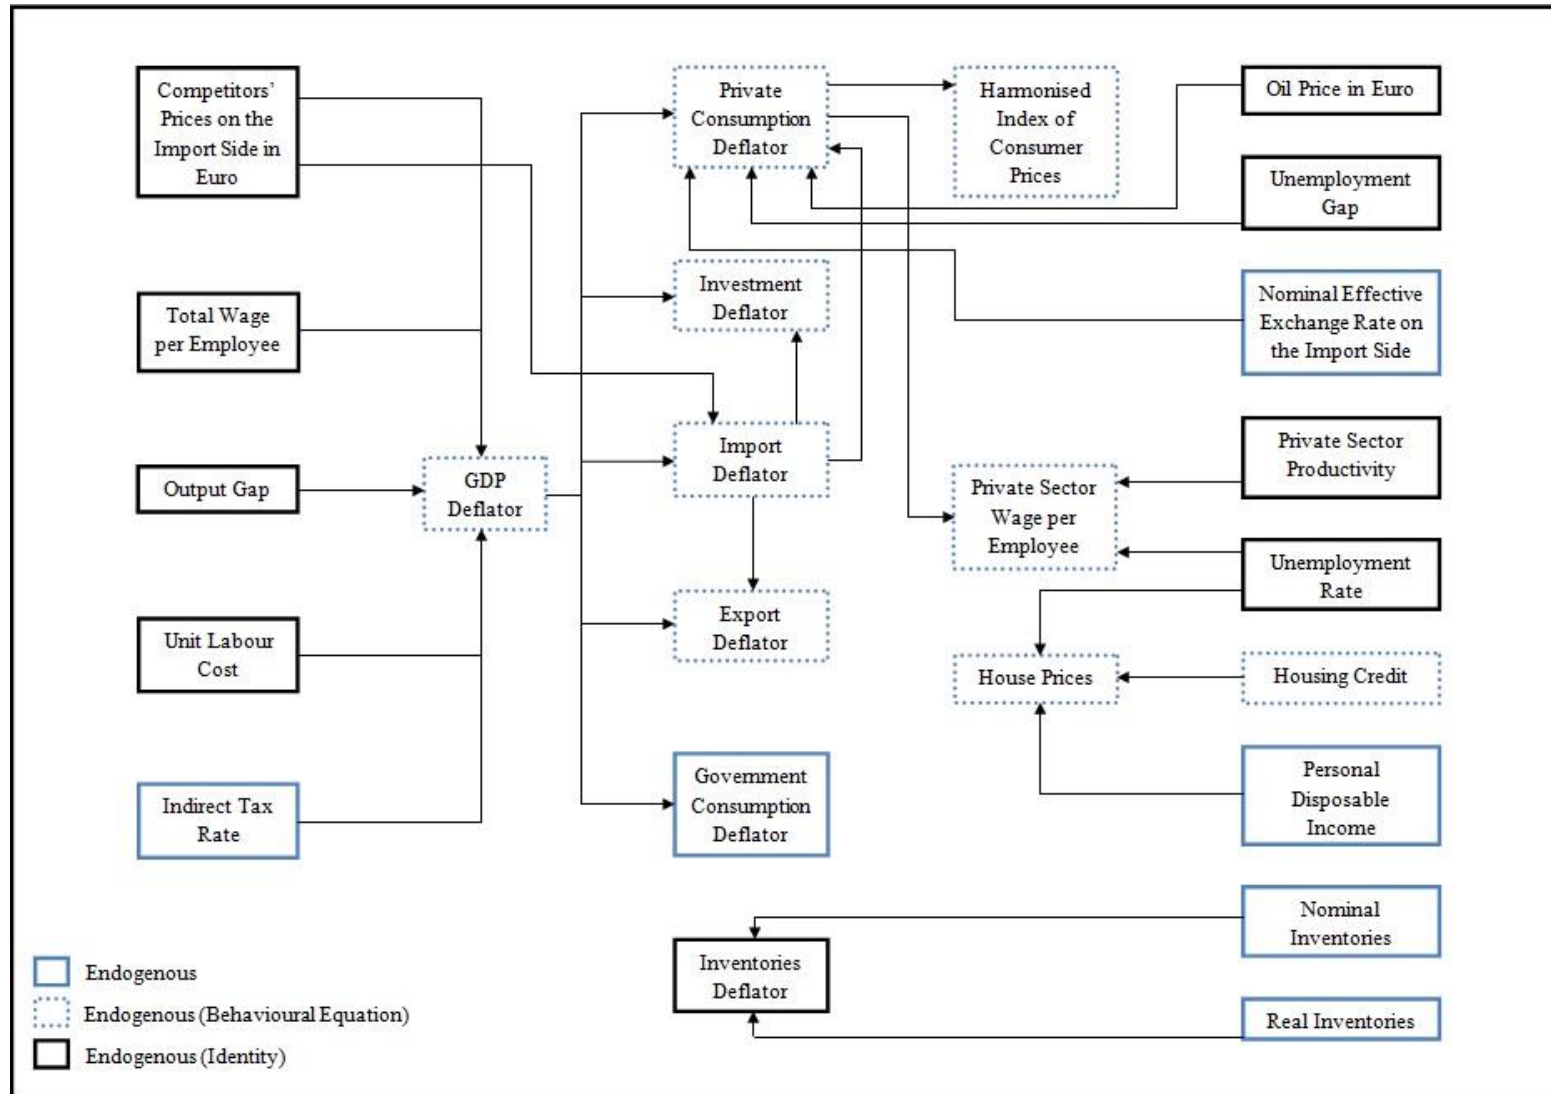 Competitors'
Prices on the
Import Side in
Euro
Total Wage
per Employee
Output Gap
Unit Labour
Cost
Indirect Tax
Rate
GDP
Deflator
Private
Consumption
Deflator
Investment
Deflator
Import
Deflator
Export
Deflator
Government
Consumption
Deflator
Inventories
Deflator
Harmonised
Index of
Consumer
Prices
Private Sector
Wage per
Employee
House Prices
Oil Price in Euro
Unemployment
Gap
Nominal Effective
Exchange Rate on
the Import Side
Private Sector
Productivity
Unemployment
Rate
Housing Credit
Personal
Disposable
Income
Nominal
Inventories
Real Inventories
Endogenous
Endogenous (Behavioural Equation)
Endogenous (Identity)